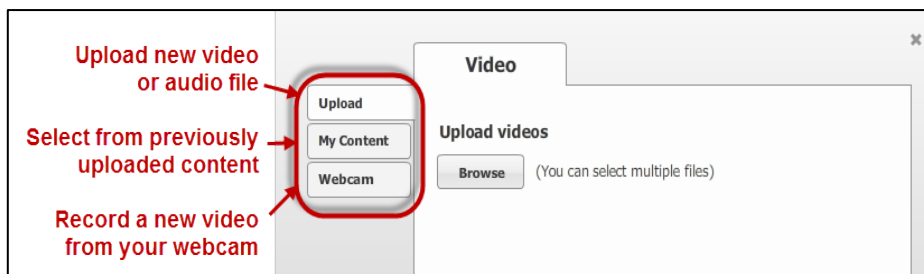 Upload new video
or audio file
Select from previously
uploaded content
Record a new video
from your webcam
Upload
My Content
Webcam
Video
Upload videos
Browse (You can select multiple files)
×